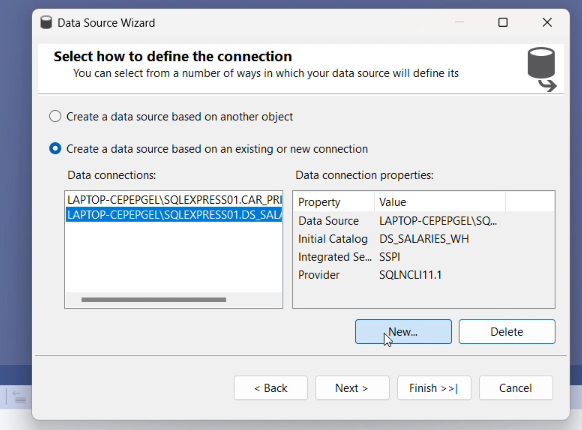 Data Source Wizard
Select how to define the connection
You can select from a number of ways in which your data source will define its
Create a data source based on another object
Create a data source based on an existing or new connection
Data connections:
Data connection properties:
LAPTOP-CEPEPGEL\SQLEXPRESS01.CAR_PRI
LAPTOP-CEPEPGEL\SQLEXPRESS01.DS_SALA
Property Value
Data Source LAPTOP-CEPEPGEL\SQ...
Initial Catalog DS_SALARIES_WH
Integrated Se... SSPI
Provider SQLNCLI11.1
New... Delete
< Back Next > Finish >>| Cancel